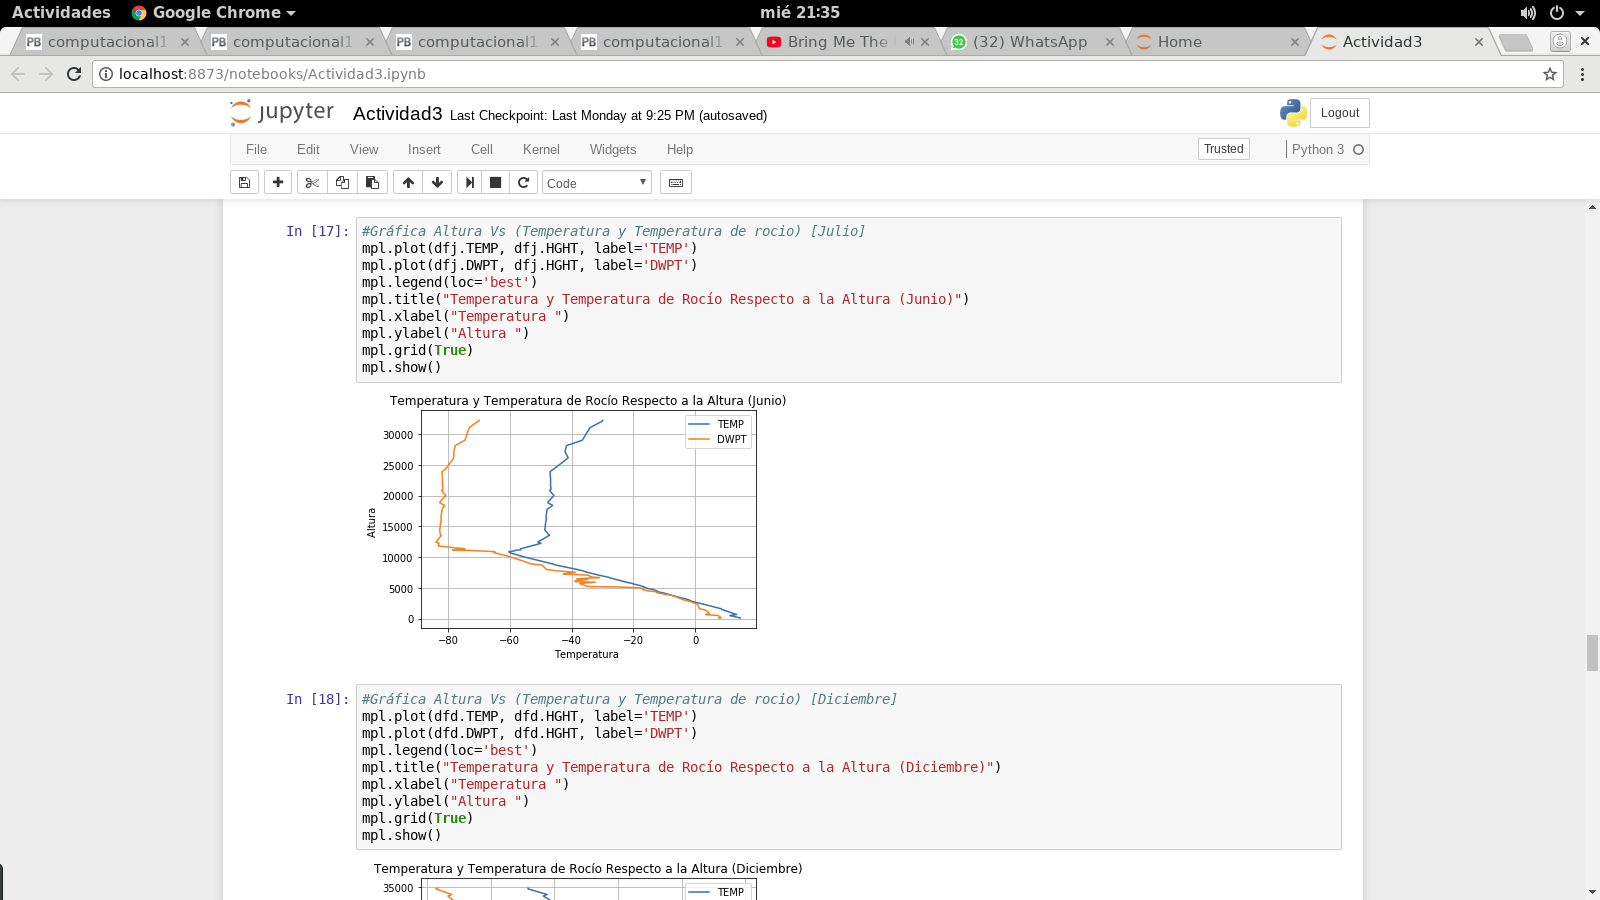 Actividades Google Chrome mié 21:35
PB computacional1 PB computacional1 PB computacional1 PB computacional1 Bring Me The (32) WhatsApp Home Actividad3
localhost:8873/notebooks/Actividad3.ipynb
jupyter Actividad3 Last Checkpoint: Last Monday at 9:25 PM (autosaved) Logout
File Edit View Insert Cell Kernel Widgets Help Trusted Python 3
Code
In [17]:
#Gráfica Altura Vs (Temperatura y Temperatura de rocio) [Julio]
mpl.plot(dfj.TEMP, dfj.HGHT, label='TEMP')
mpl.plot(dfj.DWPT, dfj.HGHT, label='DWPT')
mpl.legend(loc='best')
mpl.title("Temperatura y Temperatura de Rocío Respecto a la Altura (Junio)")
mpl.xlabel("Temperatura ")
mpl.ylabel("Altura ")
mpl.grid(True)
mpl.show()
Temperatura y Temperatura de Rocío Respecto a la Altura (Junio)
TEMP
DWPT
30000
25000
20000
15000
10000
5000
0
Altura
−80 −60 −40 −20 0
Temperatura
In [18]:
#Gráfica Altura Vs (Temperatura y Temperatura de rocio) [Diciembre]
mpl.plot(dfd.TEMP, dfd.HGHT, label='TEMP')
mpl.plot(dfd.DWPT, dfd.HGHT, label='DWPT')
mpl.legend(loc='best')
mpl.title("Temperatura y Temperatura de Rocío Respecto a la Altura (Diciembre)")
mpl.xlabel("Temperatura ")
mpl.ylabel("Altura ")
mpl.grid(True)
mpl.show()
Temperatura y Temperatura de Rocío Respecto a la Altura (Diciembre)
35000
TEMP